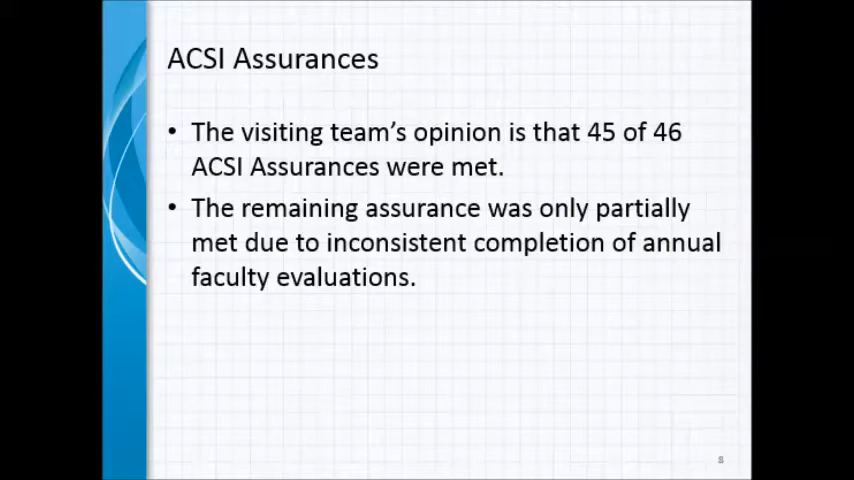 ACSI Assurances
• The visiting team's opinion is that 45 of 46
ACSI Assurances were met.
• The remaining assurance was only partially
met due to inconsistent completion of annual
faculty evaluations.
8